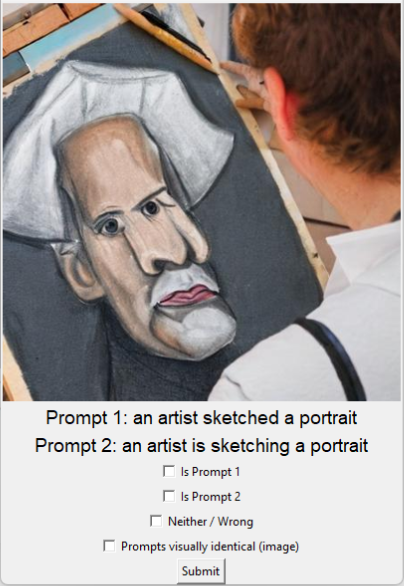 Prompt 1: an artist sketched a portrait
Prompt 2: an artist is sketching a portrait
Is Prompt 1
Is Prompt 2
Neither / Wrong
Prompts visually identical (image)
Submit